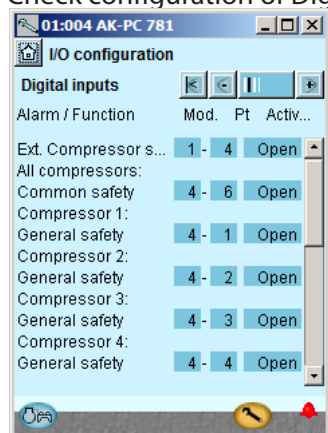 Check configuration of Dig
01:004 AK-PC 781
I/O configuration
Digital inputs
Alarm / Function Mod. Pt Activ...
Ext. Compressor s... 1 - 4 Open
All compressors:
Common safety 4 - 6 Open
Compressor 1:
General safety 4 - 1 Open
Compressor 2:
General safety 4 - 2 Open
Compressor 3:
General safety 4 - 3 Open
Compressor 4:
General safety 4 - 4 Open